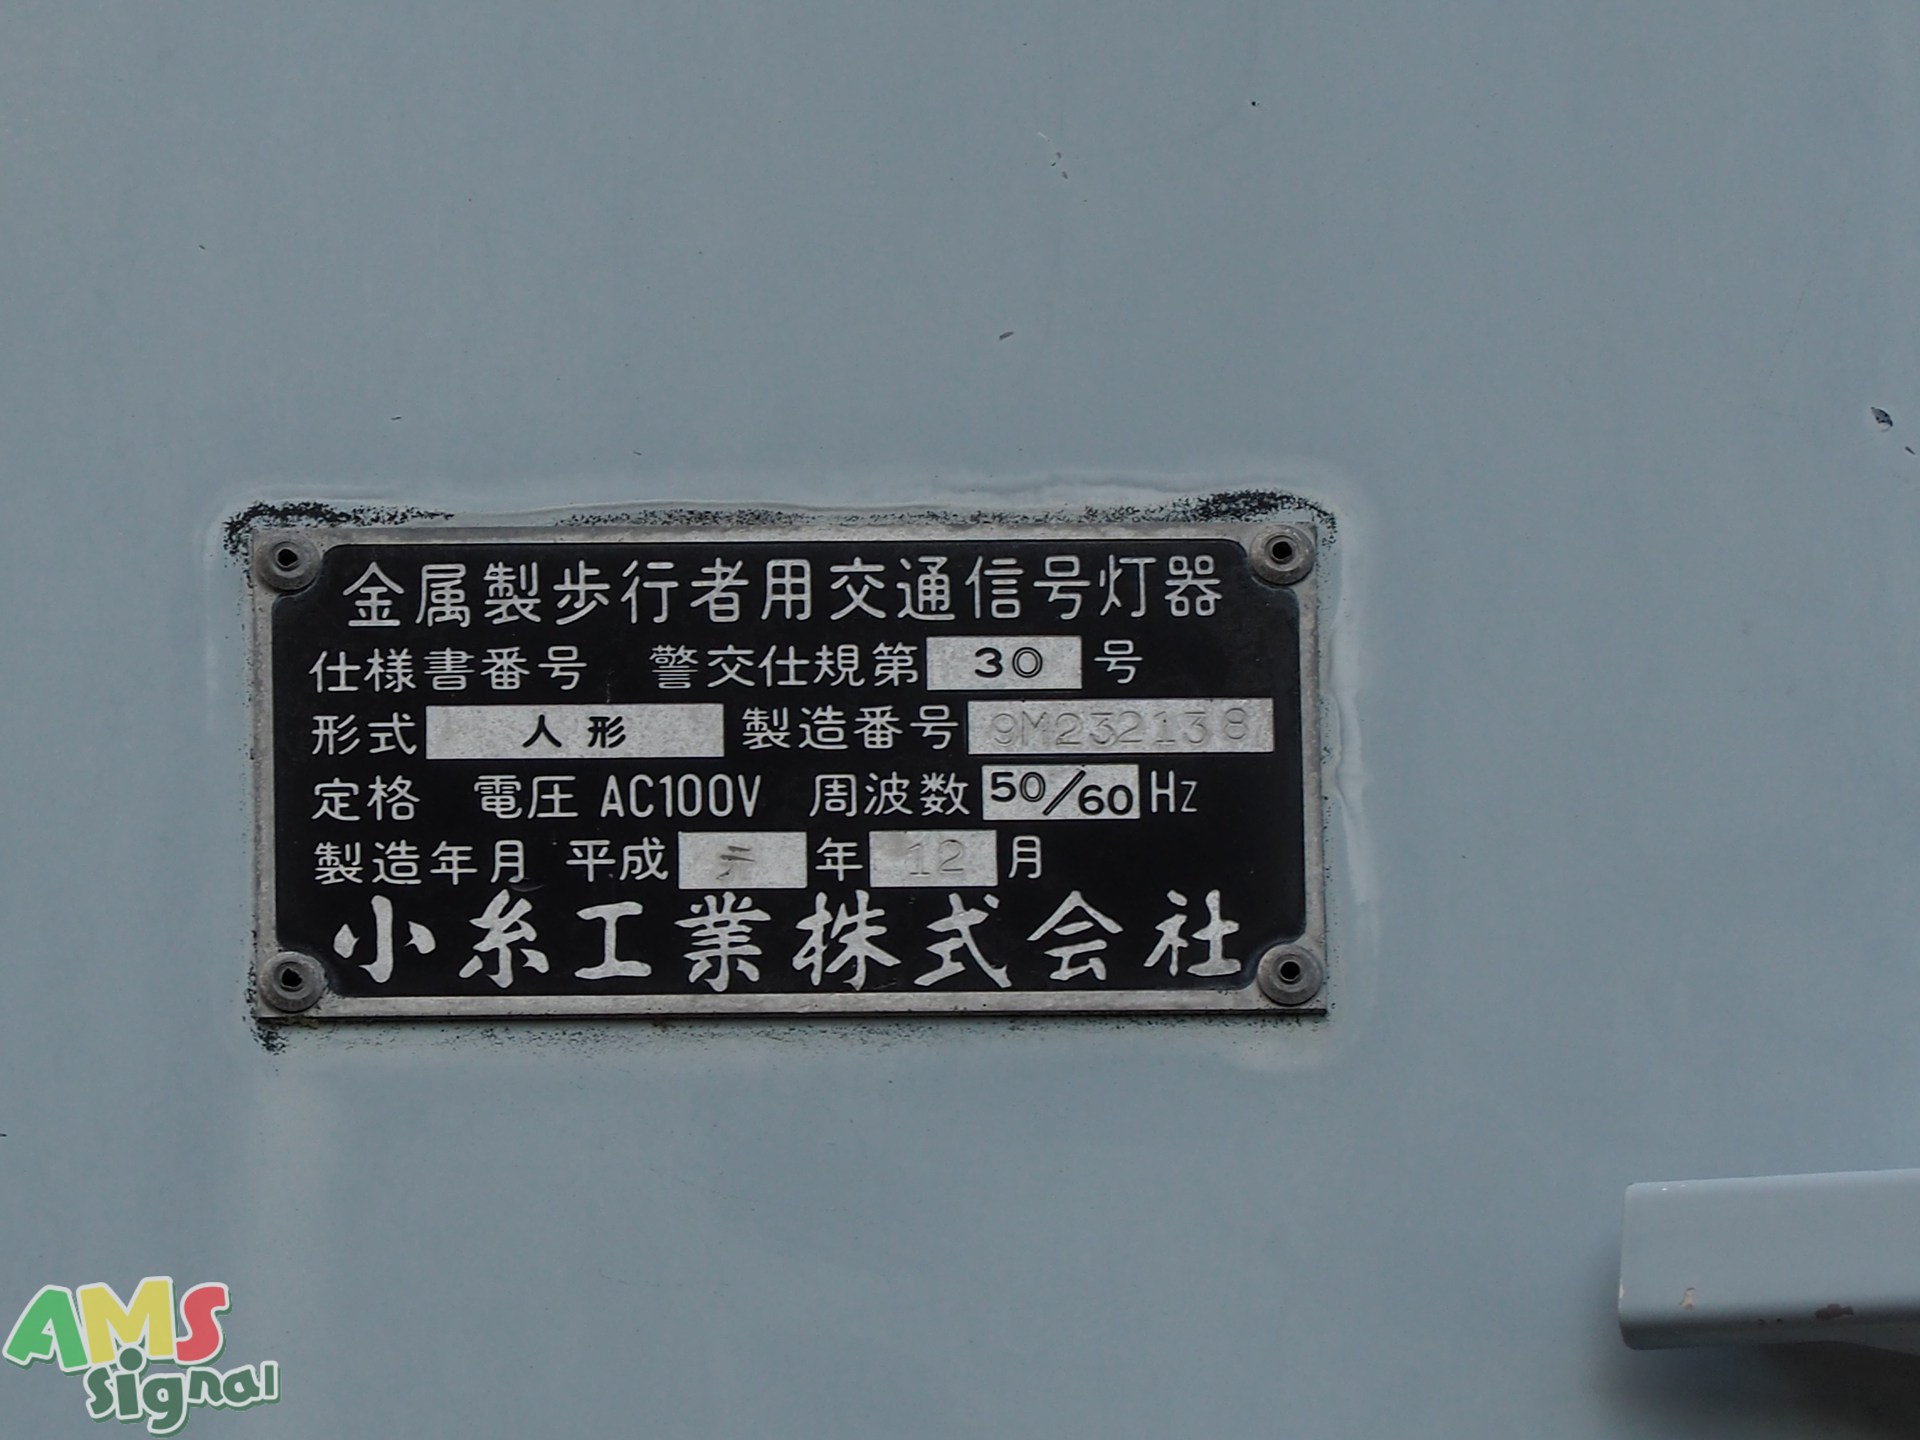 金属製歩行者用交通信号灯器
仕様書番号 警交仕規第 30 号
形式 人形 製造番号 9M232138
定格 電圧 AC100V 周波数 50/60 Hz
製造年月 平成 元 年 12 月
小糸工業株式会社
AMS
Signal